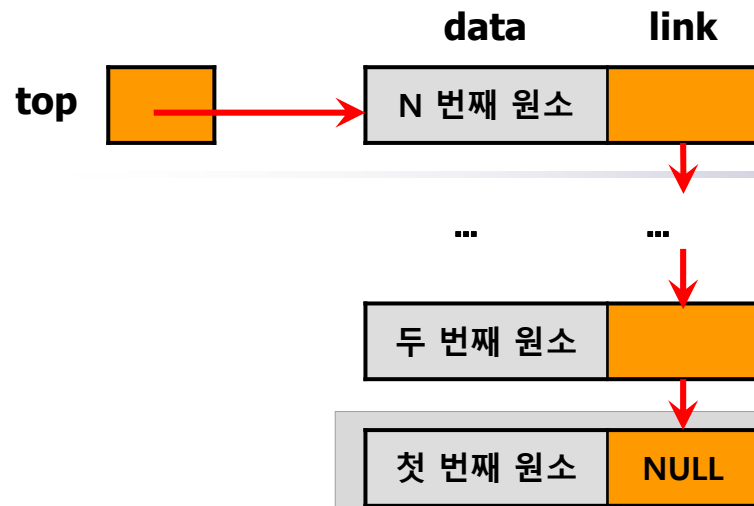 data link
top
N 번째 원소
... ...
두 번째 원소
첫 번째 원소 NULL